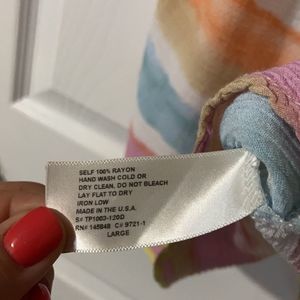 SELF 100% RAYON
HAND WASH COLD OR
DRY CLEAN, DO NOT BLEACH
LAY FLAT TO DRY
IRON LOW
MADE IN THE U.S.A.
S# TP1003-120D
RN# 145848 C# 9721-1
LARGE